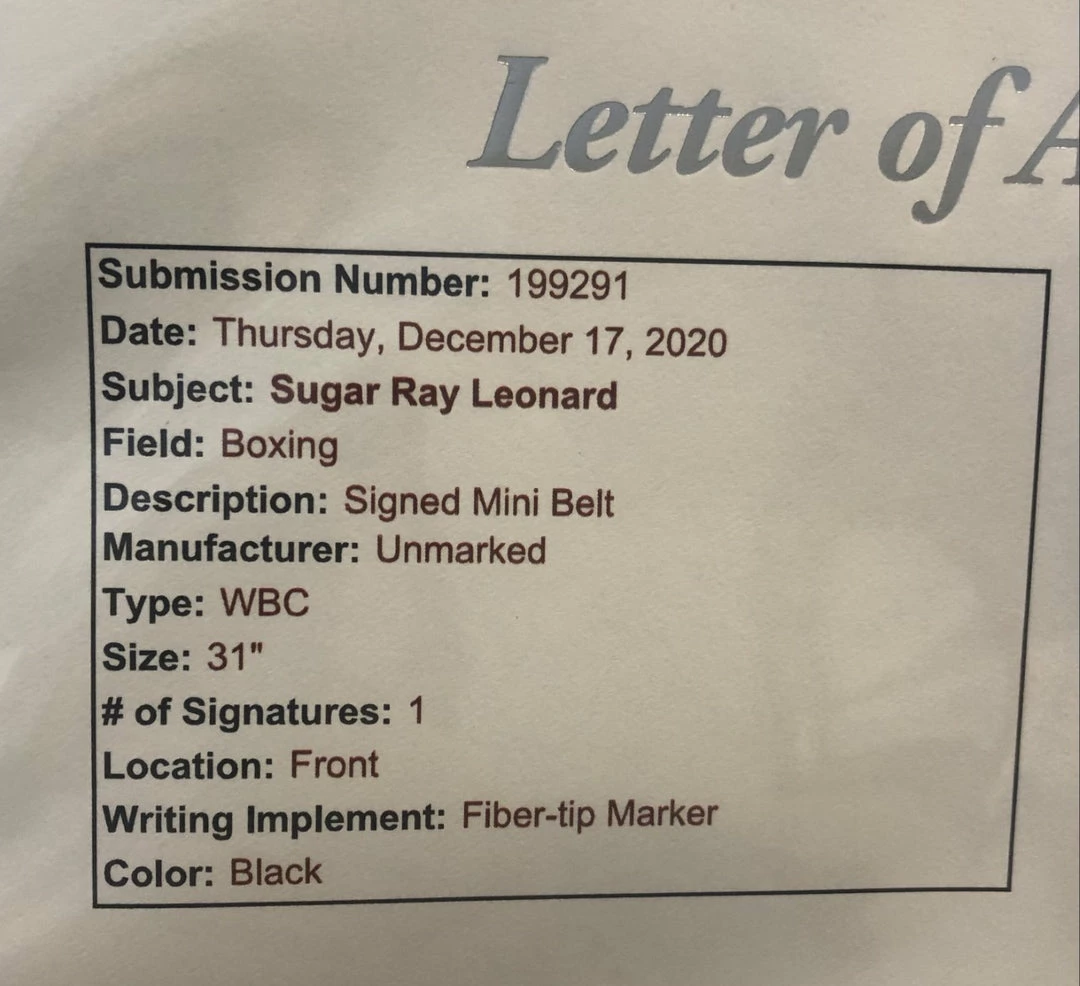 Letter of A
Submission Number: 199291
Date: Thursday, December 17, 2020
Subject: Sugar Ray Leonard
Field: Boxing
Description: Signed Mini Belt
Manufacturer: Unmarked
Type: WBC
Size: 31"
# of Signatures: 1
Location: Front
Writing Implement: Fiber-tip Marker
Color: Black